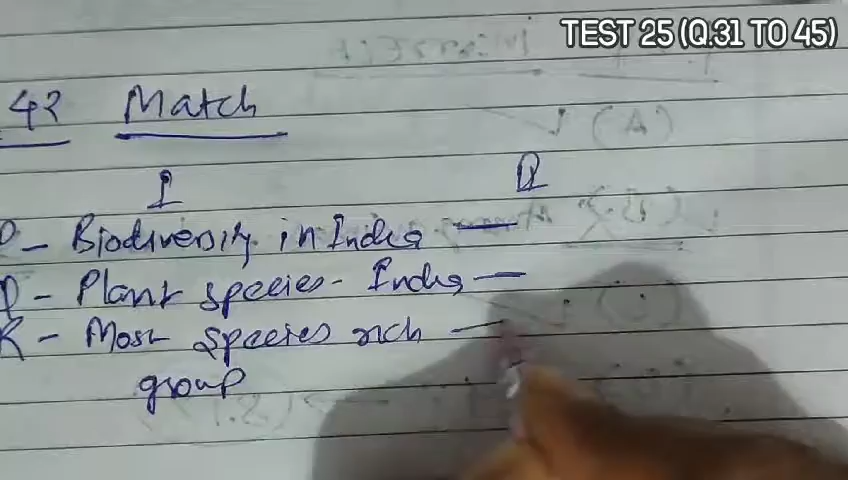 TEST 25 (Q.31 TO 45)
42 Match
I II
P - Biodiversity in India —
Q - Plant species - India —
R - Most species rich —
group